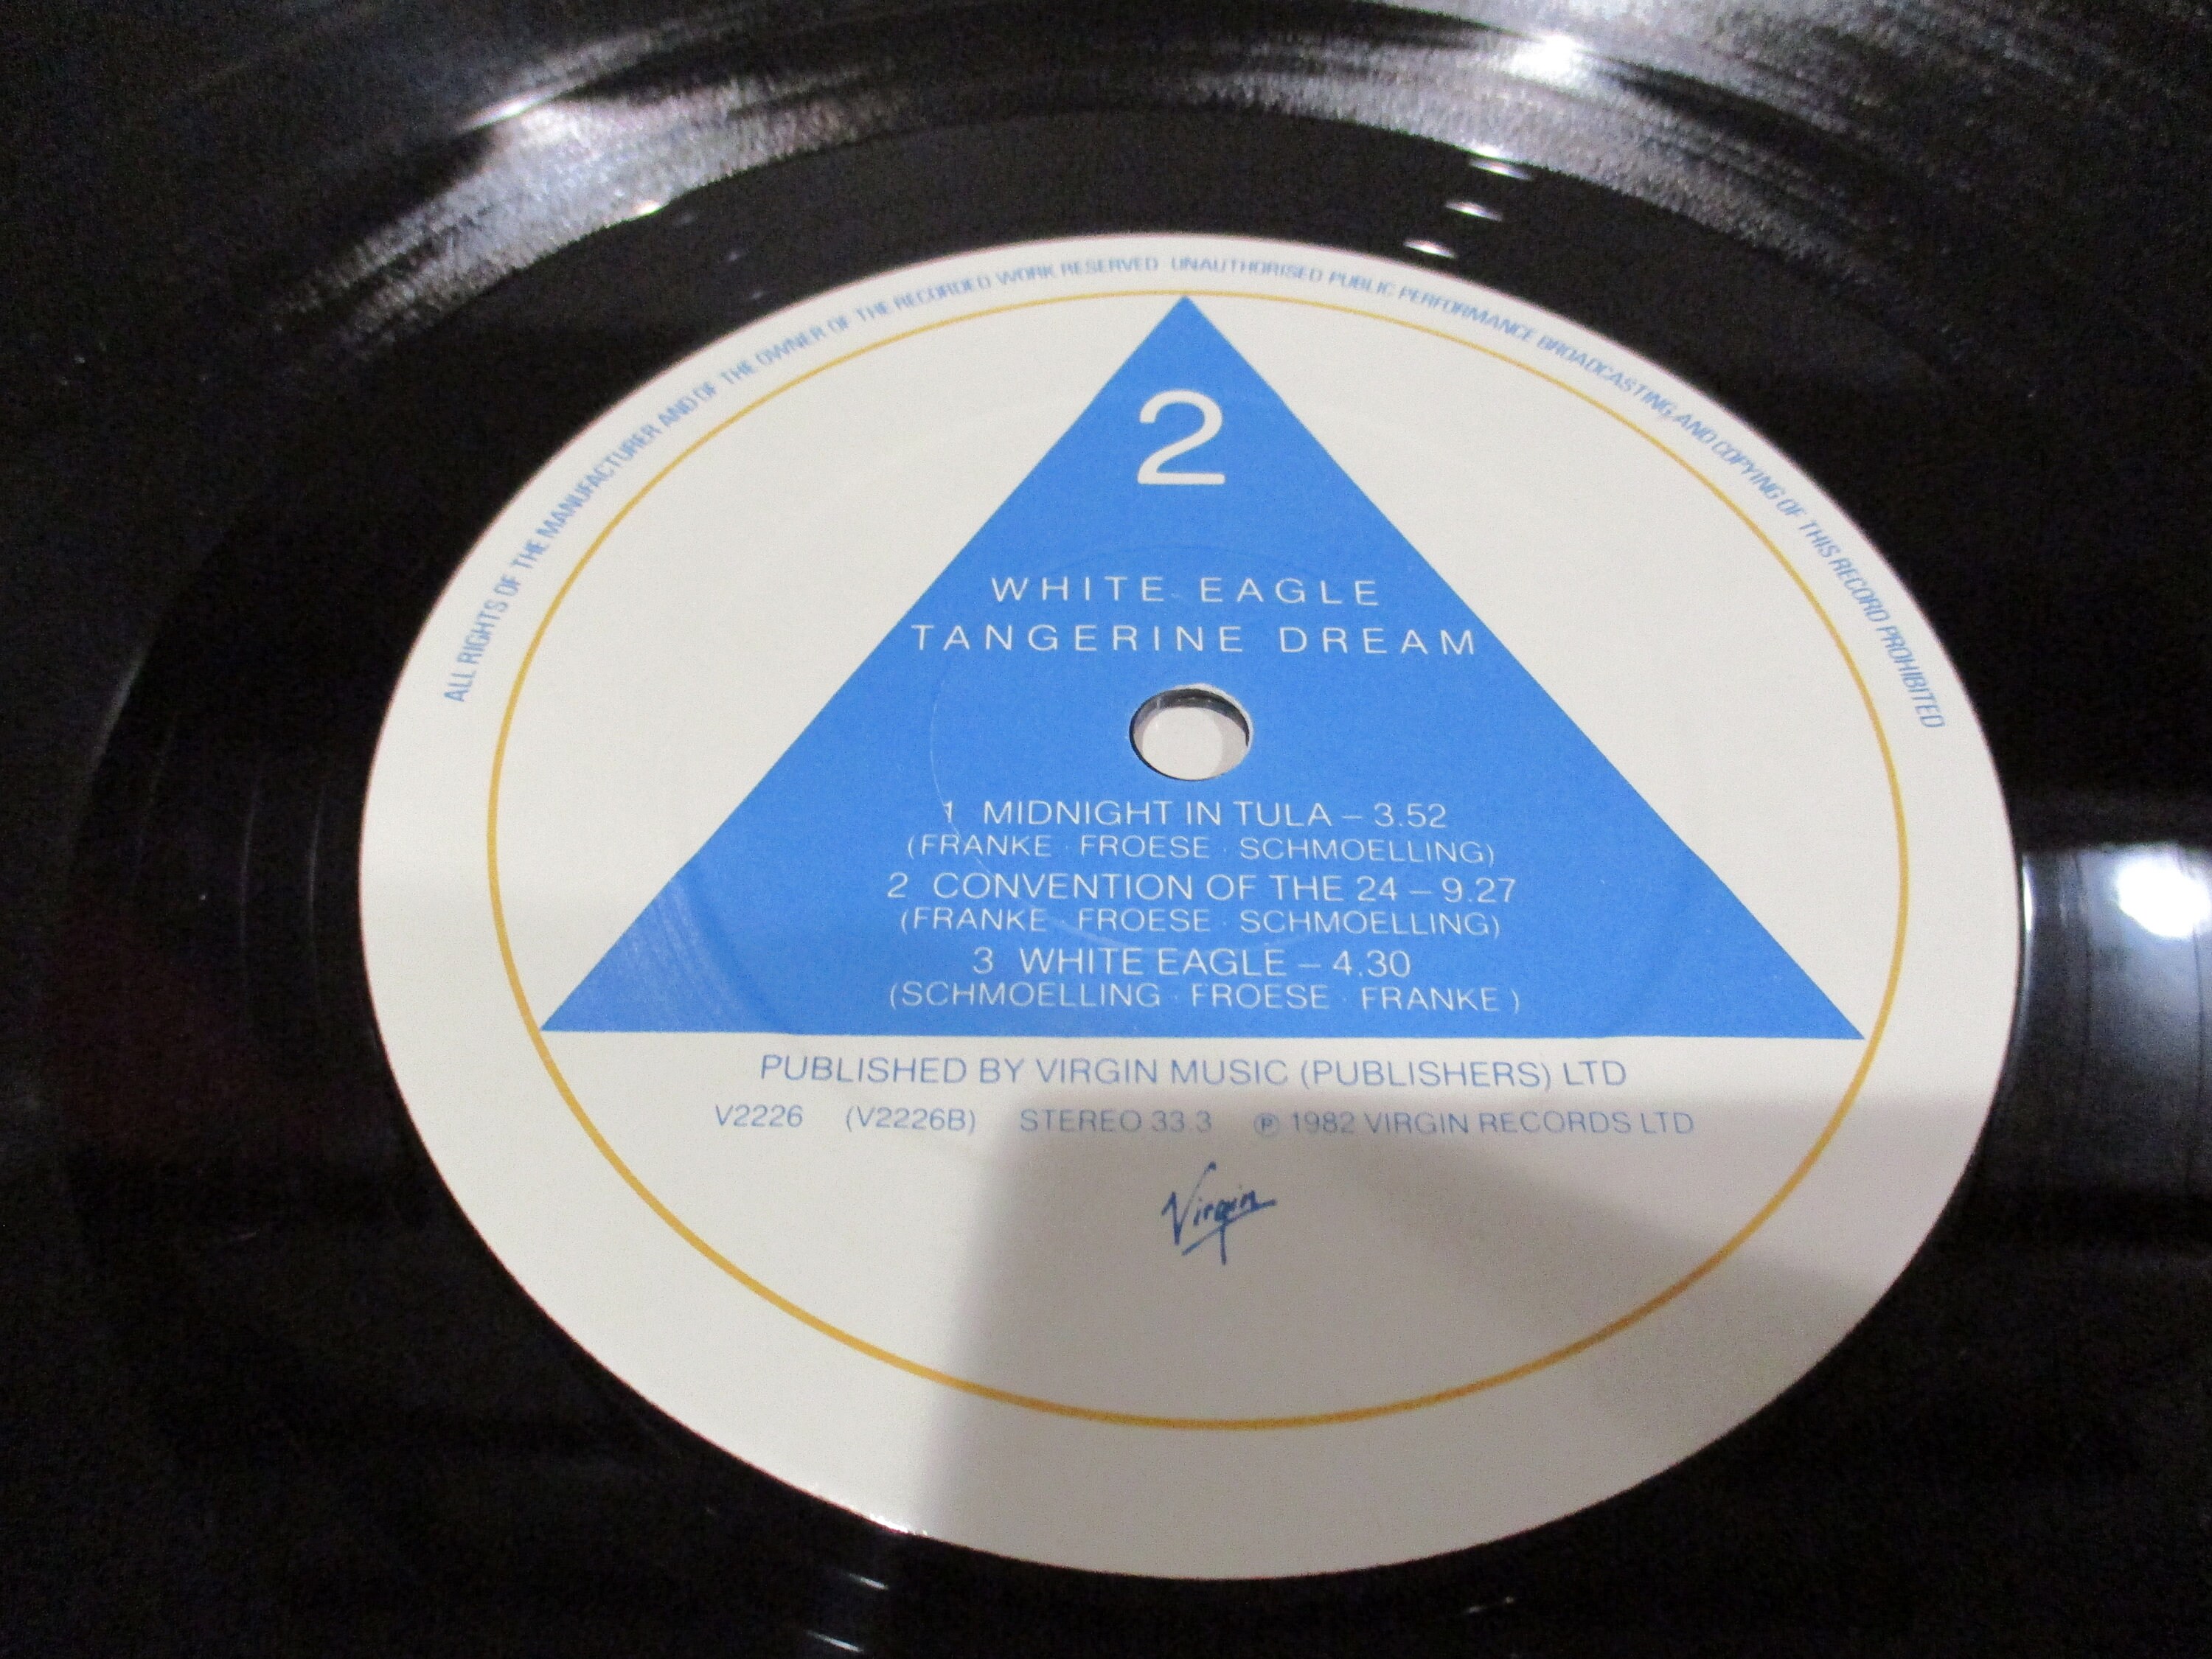 ALL RIGHTS OF THE MANUFACTURER AND OF THE OWNER OF THE RECORDED WORK RESERVED UNAUTHORISED PUBLIC PERFORMANCE BROADCASTING AND COPYING OF THIS RECORD PROHIBITED
2
WHITE EAGLE
TANGERINE DREAM
1 MIDNIGHT IN TULA – 3.52
(FRANKE · FROESE · SCHMOELLING)
2 CONVENTION OF THE 24 – 9.27
(FRANKE · FROESE · SCHMOELLING)
3 WHITE EAGLE – 4.30
(SCHMOELLING · FROESE · FRANKE )
PUBLISHED BY VIRGIN MUSIC (PUBLISHERS) LTD
V2226 (V2226B) STEREO 33.3 ℗ 1982 VIRGIN RECORDS LTD
Virgin